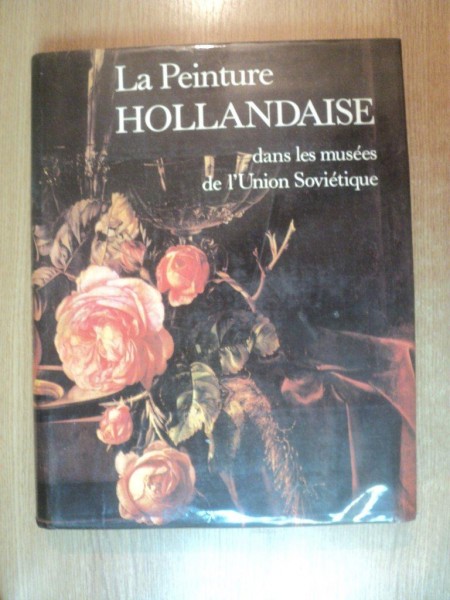 La Peinture
HOLLANDAISE
dans les musées
de l'Union Soviétique